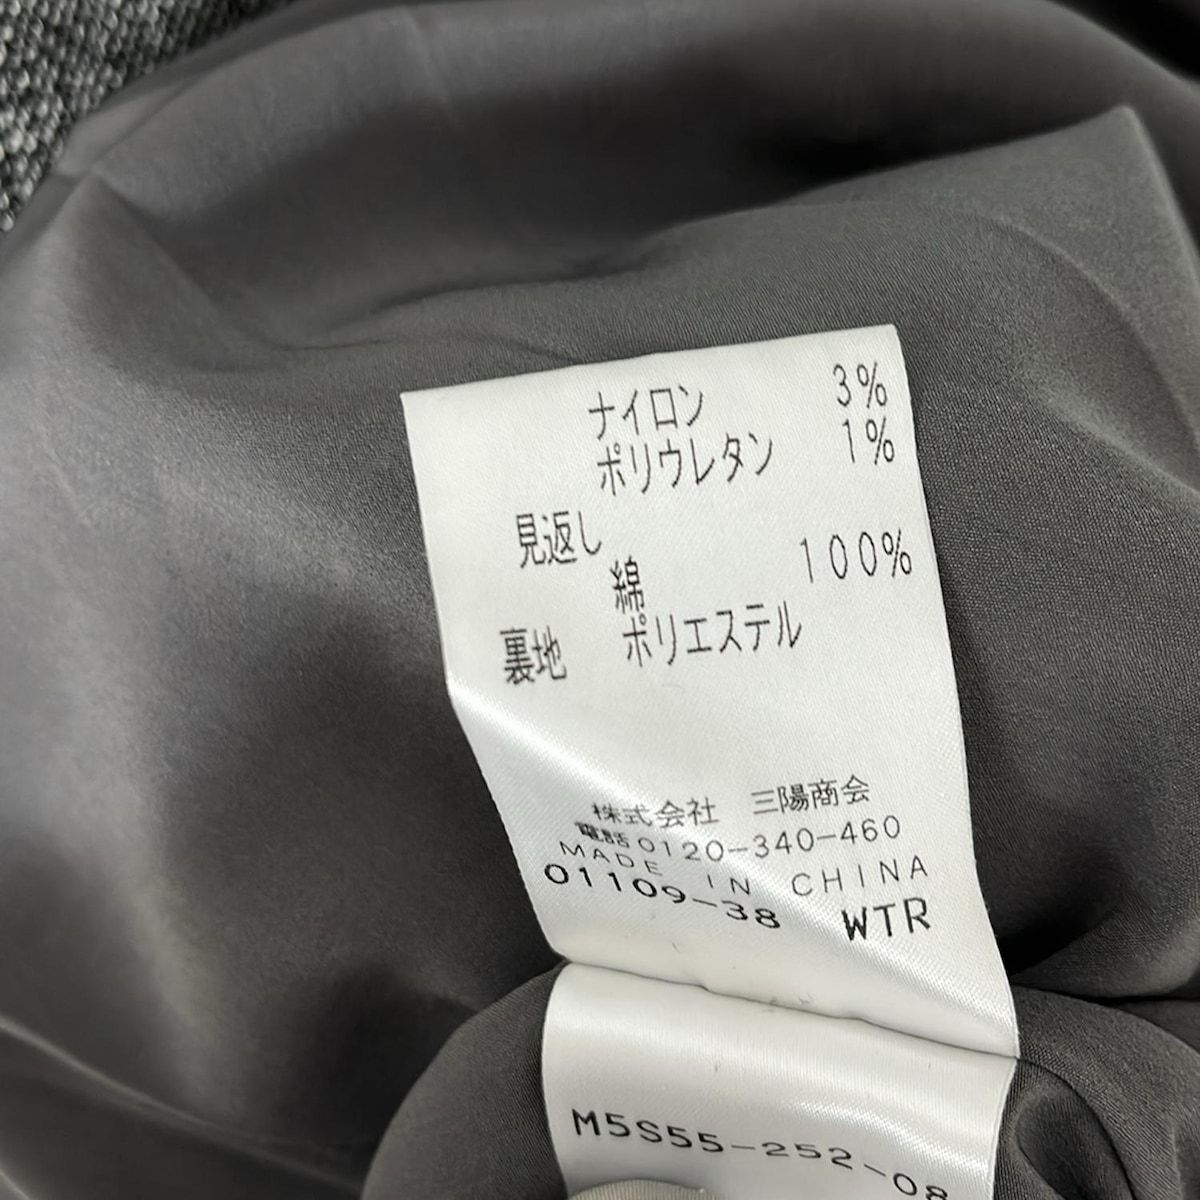 ナイロン 3%
ポリウレタン 1%
見返し
綿 100%
裏地 ポリエステル
株式会社 三陽商会
電話0120-340-460
MADE IN CHINA
01109-38 WTR
M5S55-252-08